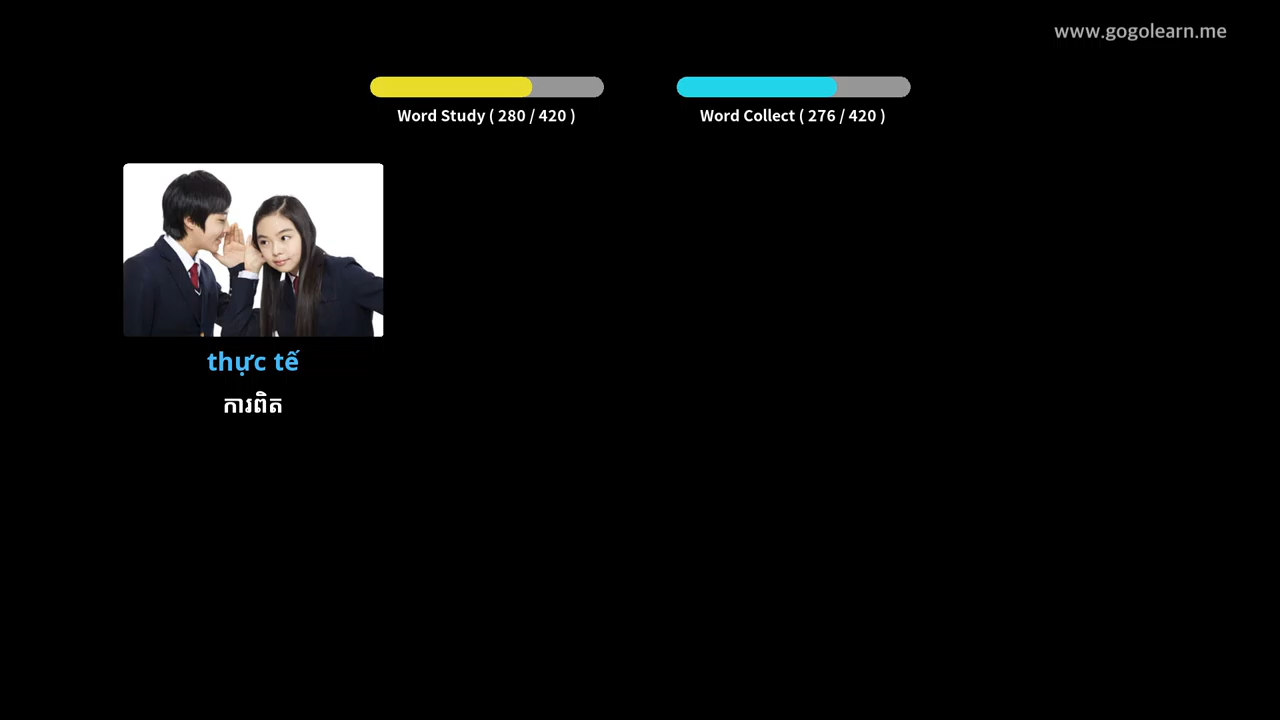 www.gogolearn.me
Word Study ( 280 / 420 )
Word Collect ( 276 / 420 )
thực tế
ការពិត